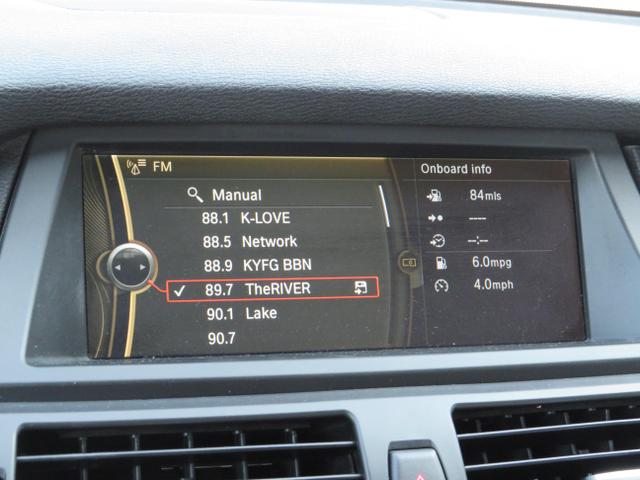 FM
Manual
88.1 K-LOVE
88.5 Network
88.9 KYFG BBN
89.7 TheRIVER
90.1 Lake
90.7
Onboard info
84mls
----
--:--
6.0mpg
4.0mph